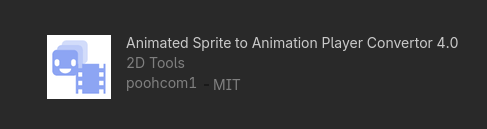 Animated Sprite to Animation Player Convertor 4.0
2D Tools
poohcom1 - MIT